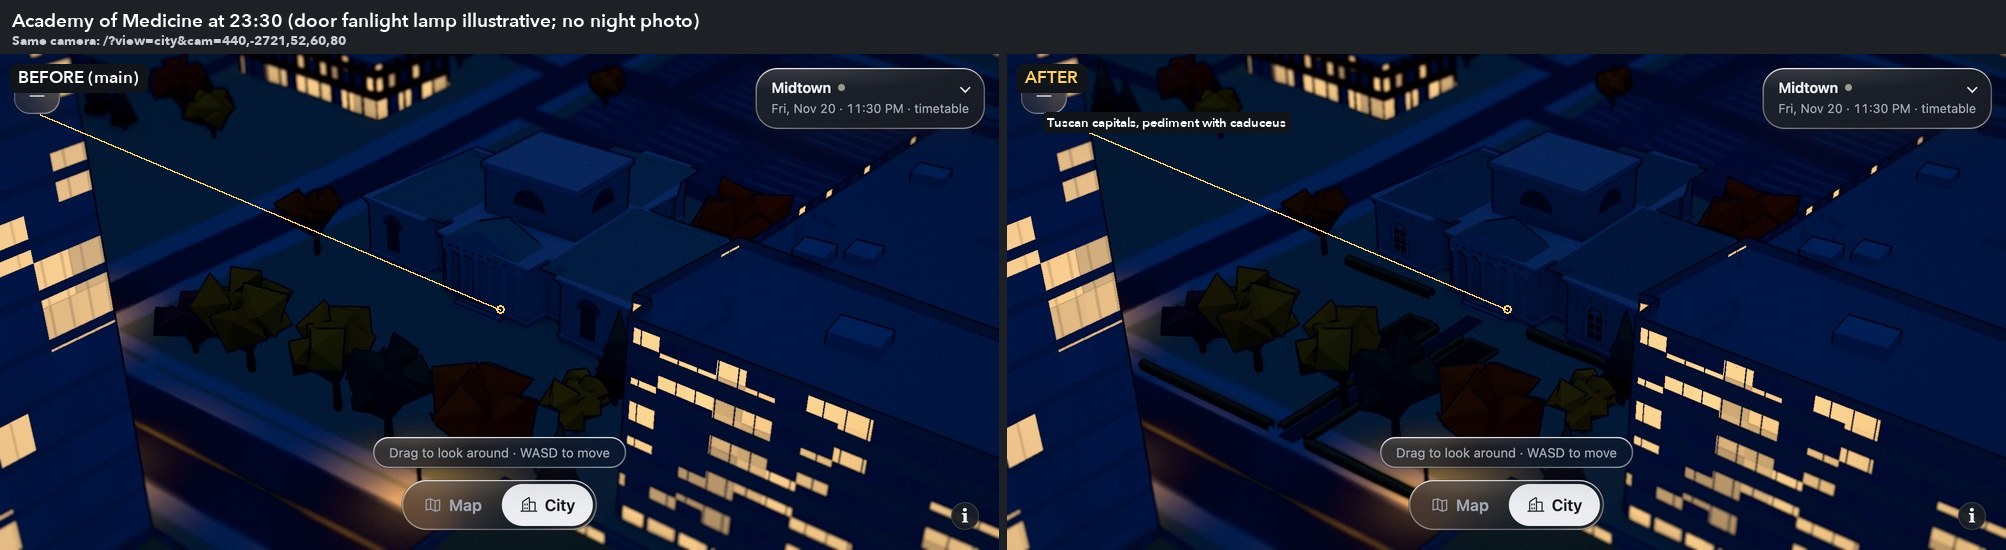 Academy of Medicine at 23:30 (door fanlight lamp illustrative; no night photo)
Same camera: /?view=city&cam=440,-2721,52,60,80
BEFORE (main)
Midtown
Fri, Nov 20 · 11:30 PM · timetable
Drag to look around · WASD to move
Map
City
i
AFTER
Tuscan capitals, pediment with caduceus
Midtown
Fri, Nov 20 · 11:30 PM · timetable
Drag to look around · WASD to move
Map
City
i